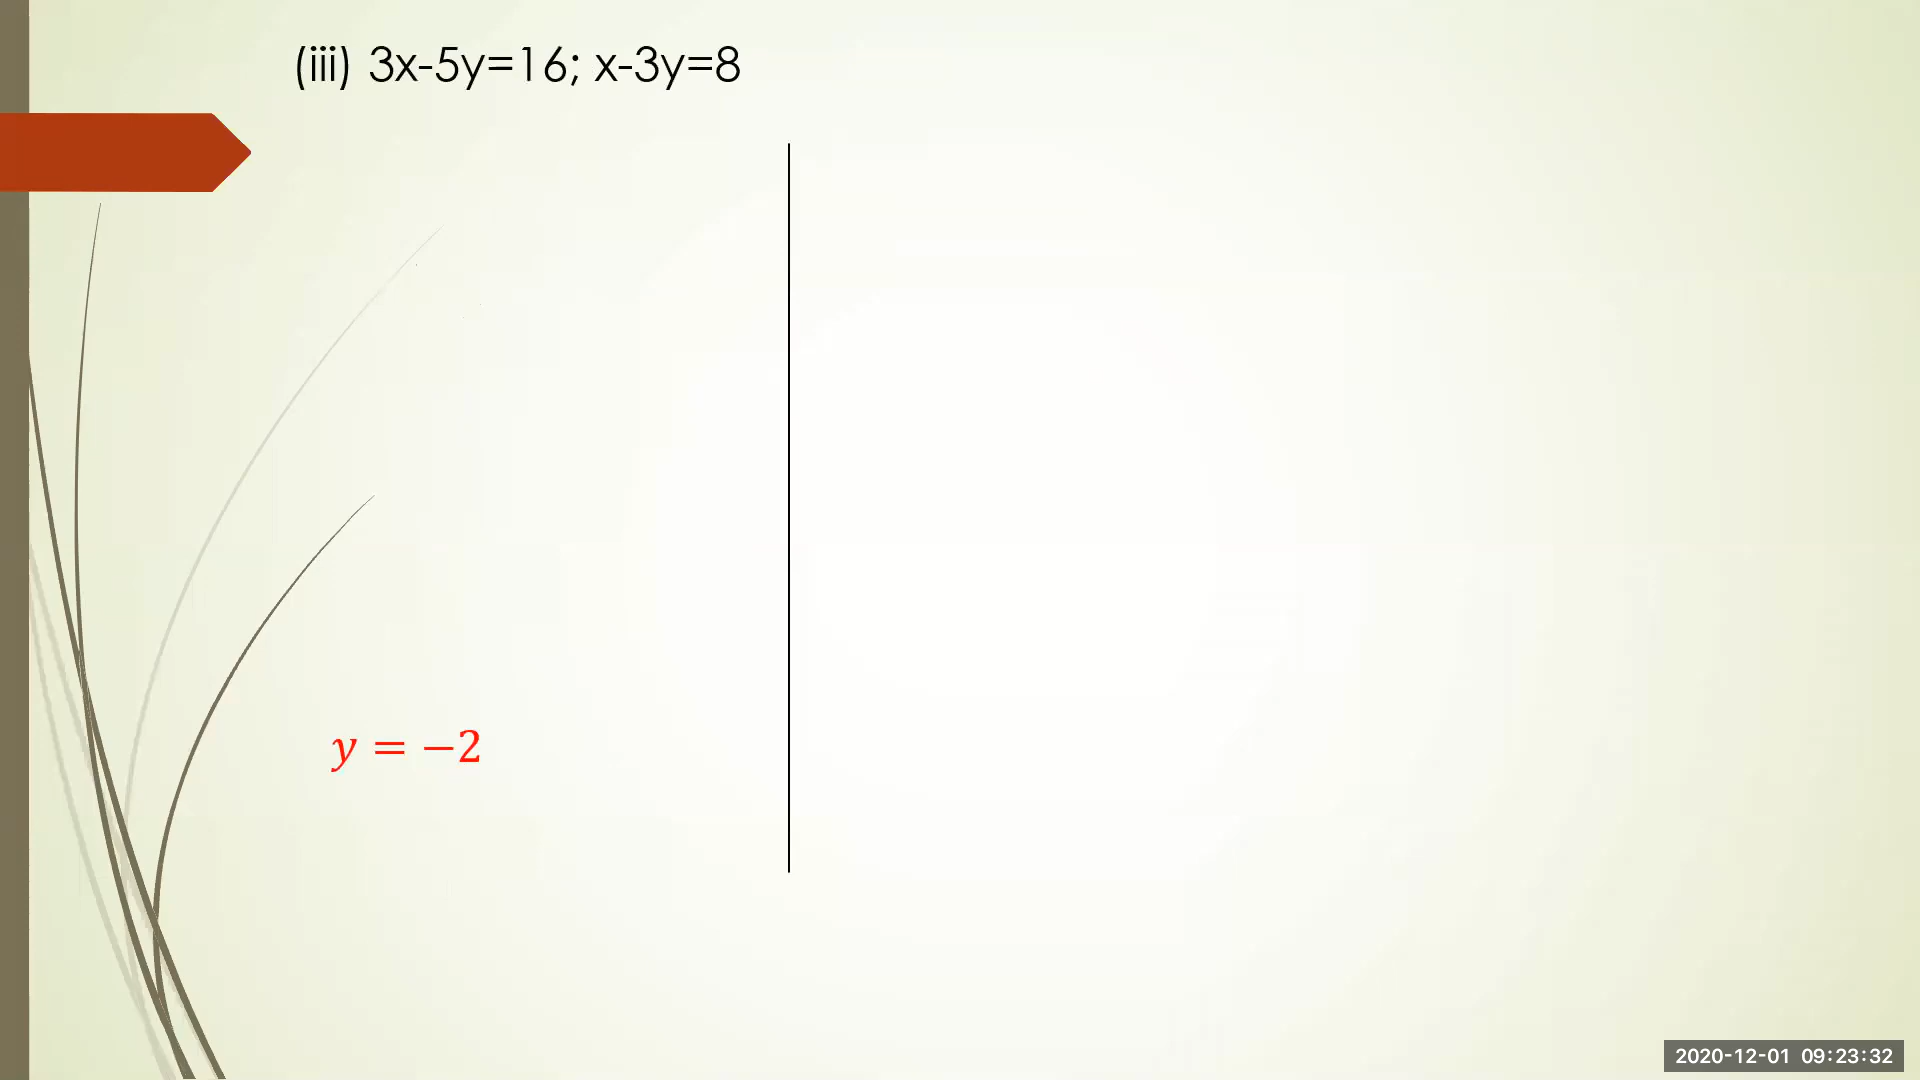 (iii) 3x-5y=16; x-3y=8
y = −2
2020-12-01 09:23:32